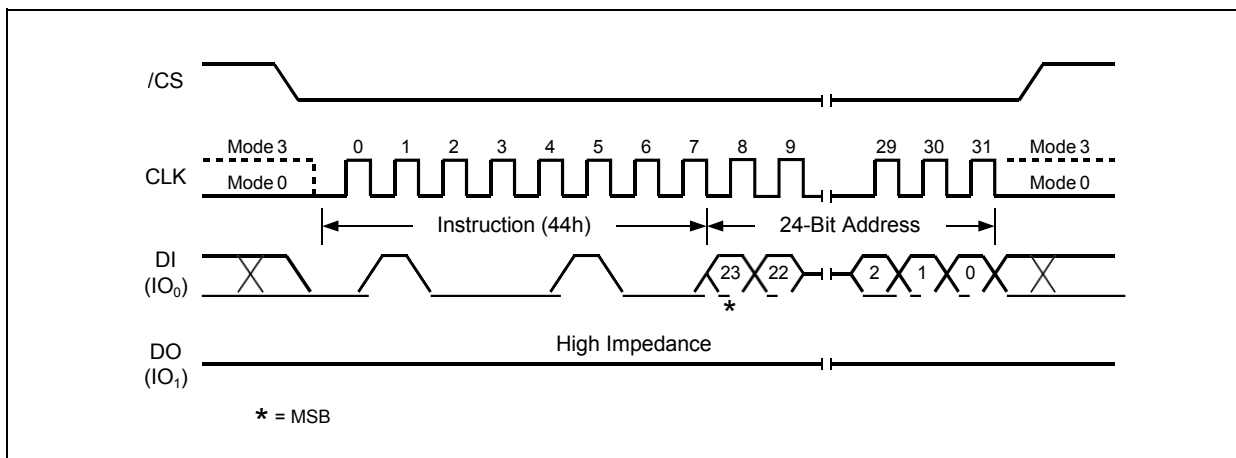 /CS
Mode 3 0 1 2 3 4 5 6 7 8 9 29 30 31 Mode 3
CLK Mode 0 Mode 0
Instruction (44h) 24-Bit Address
DI
(IO₀) 23 22 2 1 0
*
High Impedance
DO
(IO₁)
* = MSB